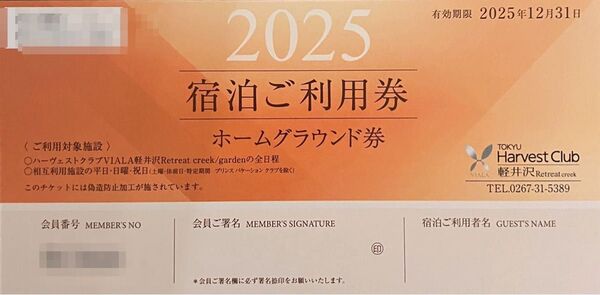 有効期限 2025年12月31日
2025
宿泊ご利用券
ホームグラウンド券
〈 ご利用対象施設 〉
○ハーヴェストクラブVIALA軽井沢Retreat creek/gardenの全日程
○相互利用施設の平日・日曜・祝日(土曜・休前日・特定期間 プリンス バケーション クラブを除く)
このチケットには偽造防止加工が施されています。
VIALA
TOKYU
Harvest Club
軽井沢 Retreat creek
TEL.0267-31-5389
会員番号 MEMBER'S NO
会員ご署名 MEMBER'S SIGNATURE
宿泊ご利用者名 GUEST'S NAME
印
*会員ご署名欄に必ず署名捺印をお願いいたします。